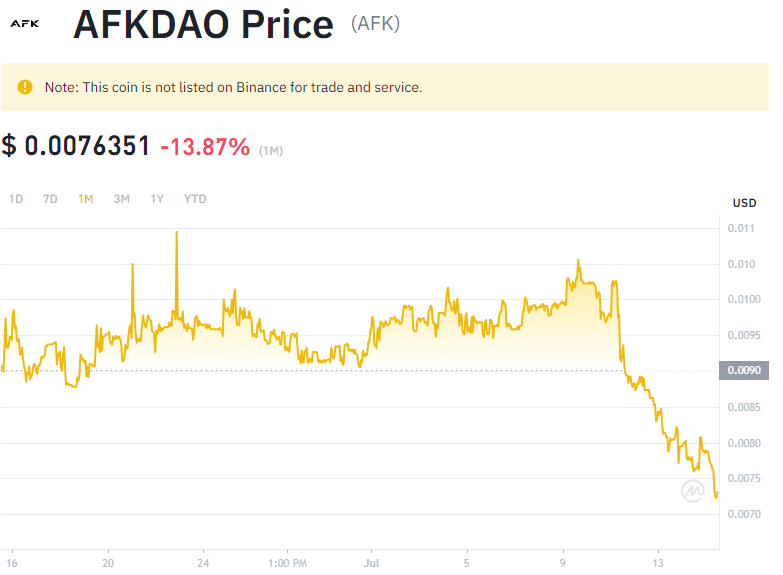 AFK AFKDAO Price (AFK)
Note: This coin is not listed on Binance for trade and service.
$ 0.0076351 -13.87% (1M)
1D 7D 1M 3M 1Y YTD
USD
0.011
0.010
0.0100
0.0095
0.0090
0.0085
0.0080
0.0075
0.0070
16 20 24 1:00 PM Jul 5 9 13